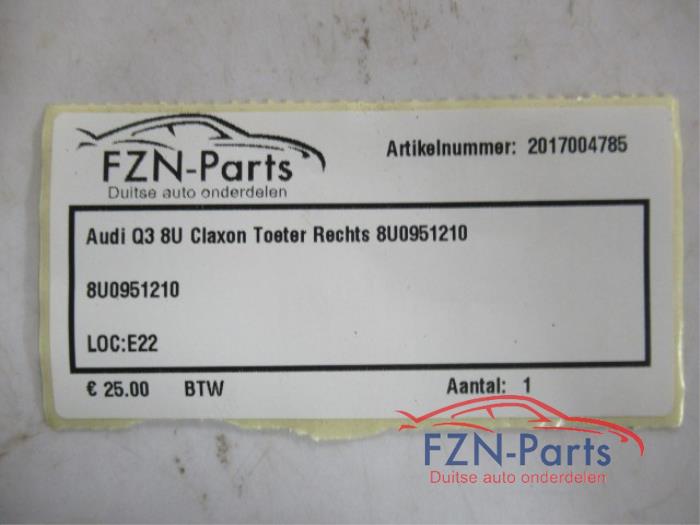 FZN-Parts
Duitse auto onderdelen
Artikelnummer: 2017004785
Audi Q3 8U Claxon Toeter Rechts 8U0951210
8U0951210
LOC:E22
€ 25.00 BTW Aantal: 1
FZN-Parts
Duitse auto onderdelen